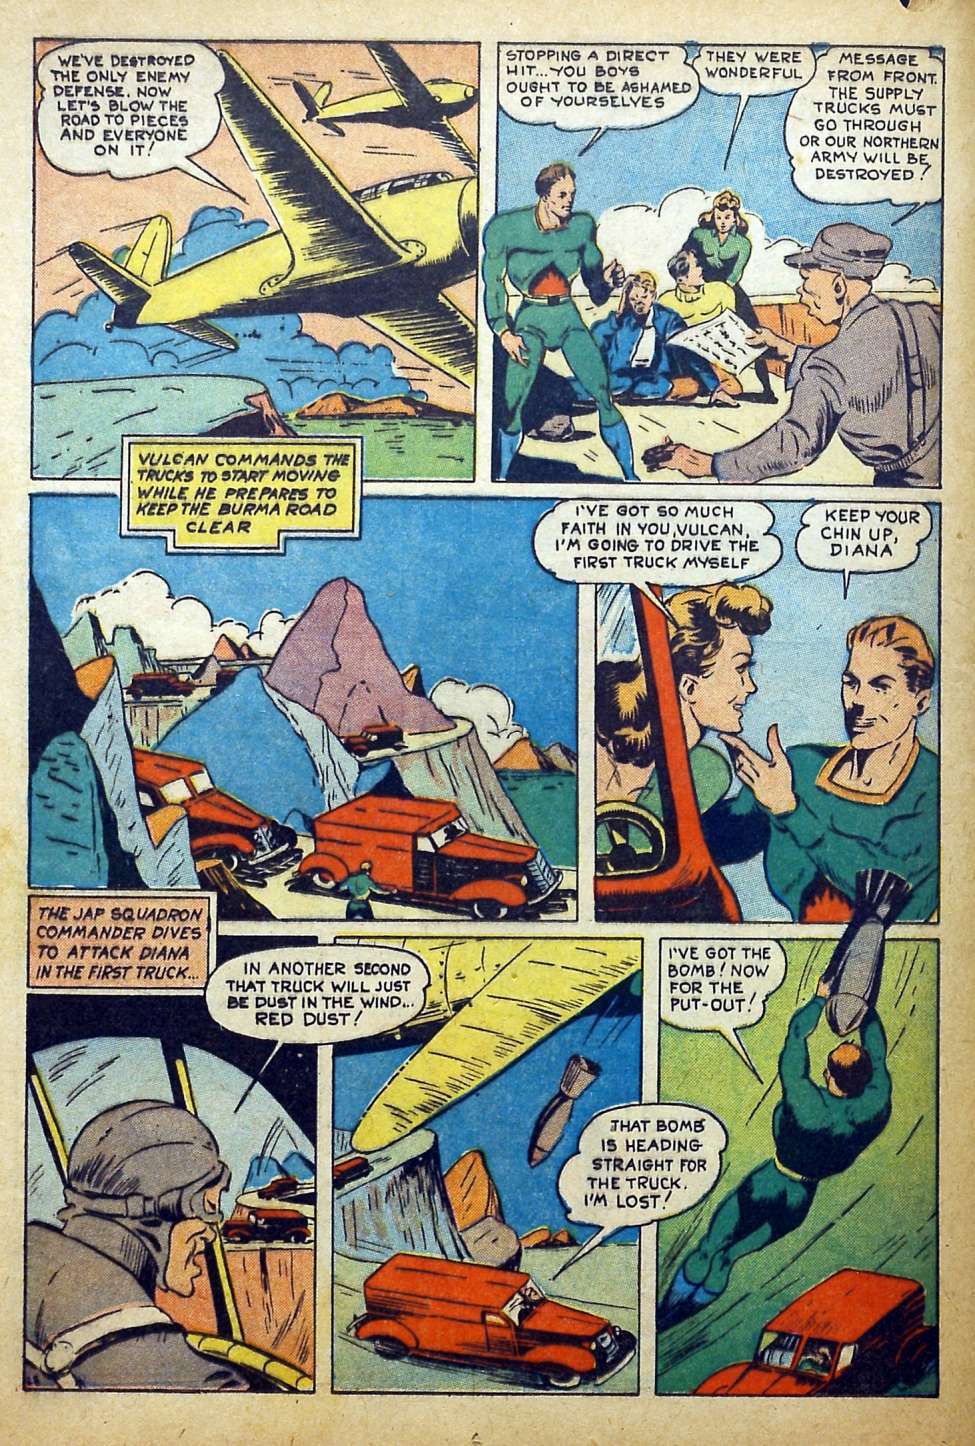 WE'VE DESTROYED
THE ONLY ENEMY
DEFENSE. NOW
LET'S BLOW THE
ROAD TO PIECES
AND EVERYONE
ON IT!
STOPPING A DIRECT
HIT...YOU BOYS
OUGHT TO BE ASHAMED
OF YOURSELVES
THEY WERE
WONDERFUL
MESSAGE
FROM FRONT.
THE SUPPLY
TRUCKS MUST
GO THROUGH
OR OUR NORTHERN
ARMY WILL BE
DESTROYED!
VULCAN COMMANDS THE
TRUCKS TO START MOVING
WHILE HE PREPARES TO
KEEP THE BURMA ROAD
CLEAR
I'VE GOT SO MUCH
FAITH IN YOU, VULCAN,
I'M GOING TO DRIVE THE
FIRST TRUCK MYSELF
KEEP YOUR
CHIN UP,
DIANA
THE JAP SQUADRON
COMMANDER DIVES
TO ATTACK DIANA
IN THE FIRST TRUCK...
IN ANOTHER SECOND
THAT TRUCK WILL JUST
BE DUST IN THE WIND...
RED DUST!
THAT BOMB
IS HEADING
STRAIGHT FOR
THE TRUCK.
I'M LOST!
I'VE GOT THE
BOMB! NOW
FOR THE
PUT-OUT!